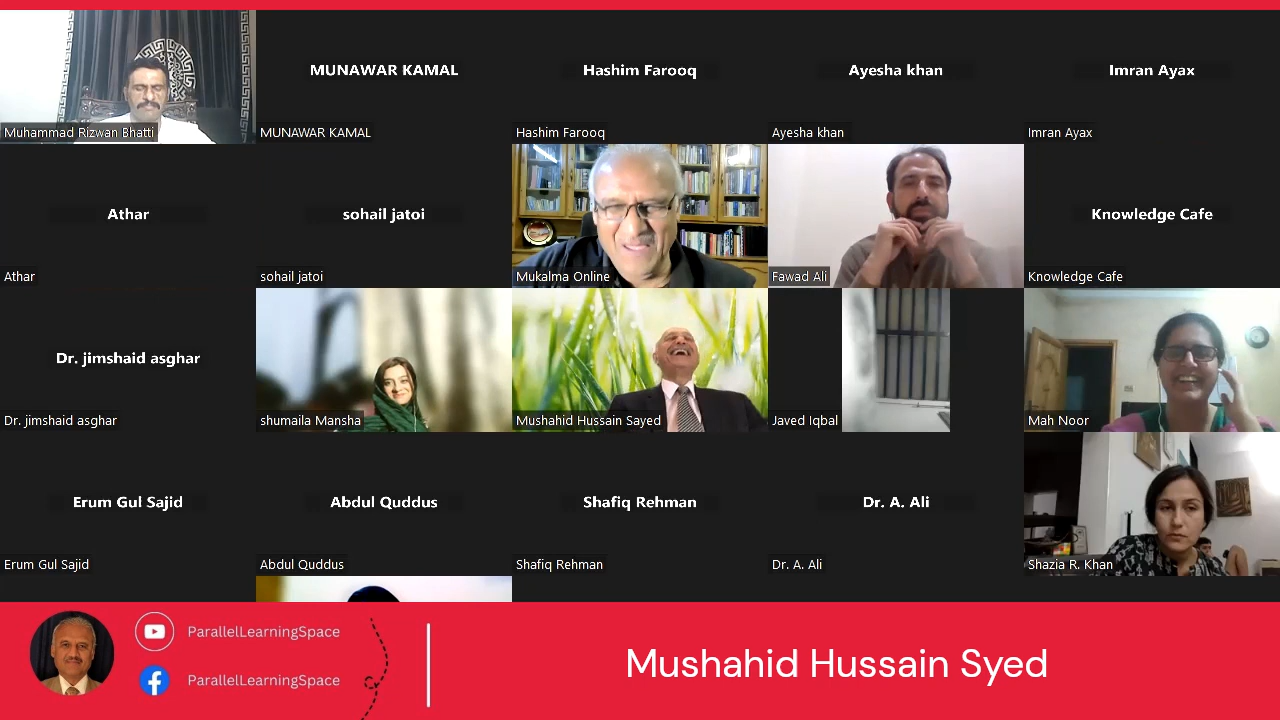 MUNAWAR KAMAL
Hashim Farooq
Ayesha khan
Imran Ayax
Muhammad Rizwan Bhatti
MUNAWAR KAMAL
Hashim Farooq
Ayesha khan
Imran Ayax
Athar
sohail jatoi
Knowledge Cafe
Athar
sohail jatoi
Mukalma Online
Fawad Ali
Knowledge Cafe
Dr. jimshaid asghar
Dr. jimshaid asghar
shumaila Mansha
Mushahid Hussain Sayed
Javed Iqbal
Mah Noor
Erum Gul Sajid
Abdul Quddus
Shafiq Rehman
Dr. A. Ali
Erum Gul Sajid
Abdul Quddus
Shafiq Rehman
Dr. A. Ali
Shazia R. Khan
ParallelLearningSpace
ParallelLearningSpace
Mushahid Hussain Syed